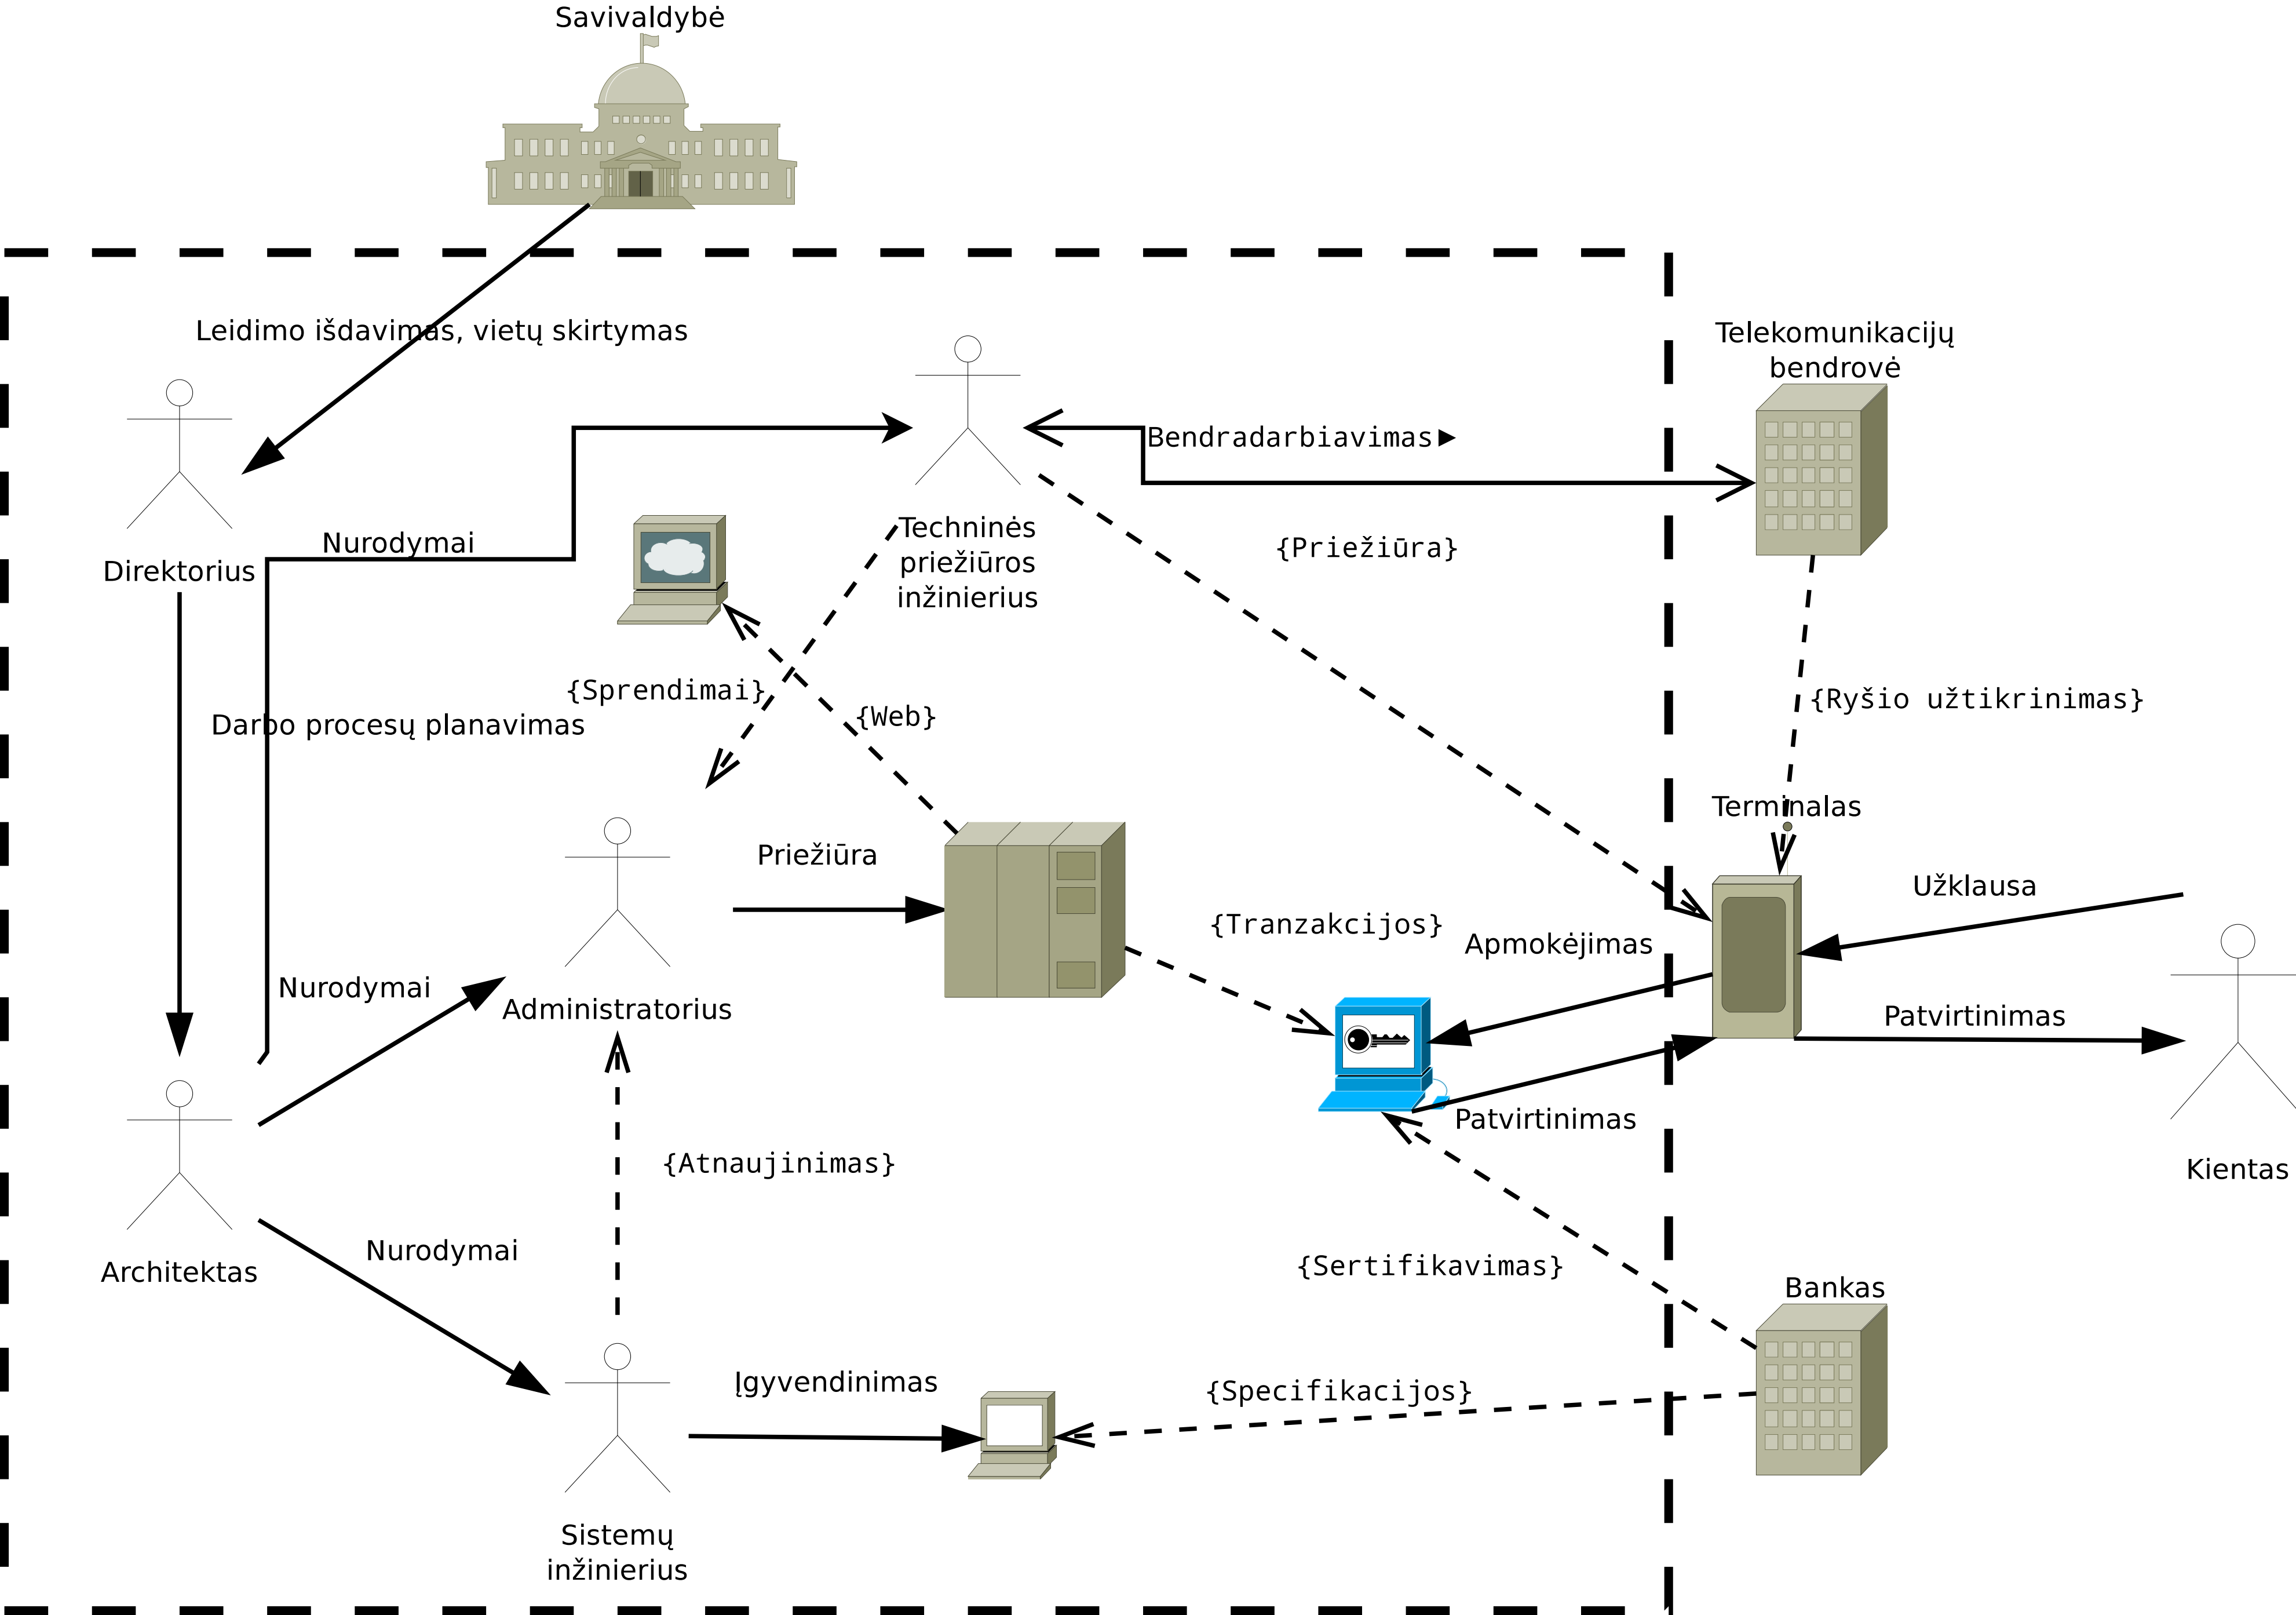 Savivaldybė
Leidimo išdavimas, vietų skirtymas
Telekomunikacijų
bendrovė
Bendradarbiavimas
Techninės
priežiūros
inžinierius
Nurodymai
{Priežiūra}
Direktorius
{Sprendimai}
{Web}
{Ryšio užtikrinimas}
Darbo procesų planavimas
Terminalas
Priežiūra
Užklausa
{Tranzakcijos}
Apmokėjimas
Nurodymai
Administratorius
Patvirtinimas
Patvirtinimas
{Atnaujinimas}
Kientas
Nurodymai
Architektas
{Sertifikavimas}
Bankas
Įgyvendinimas
{Specifikacijos}
Sistemų
inžinierius